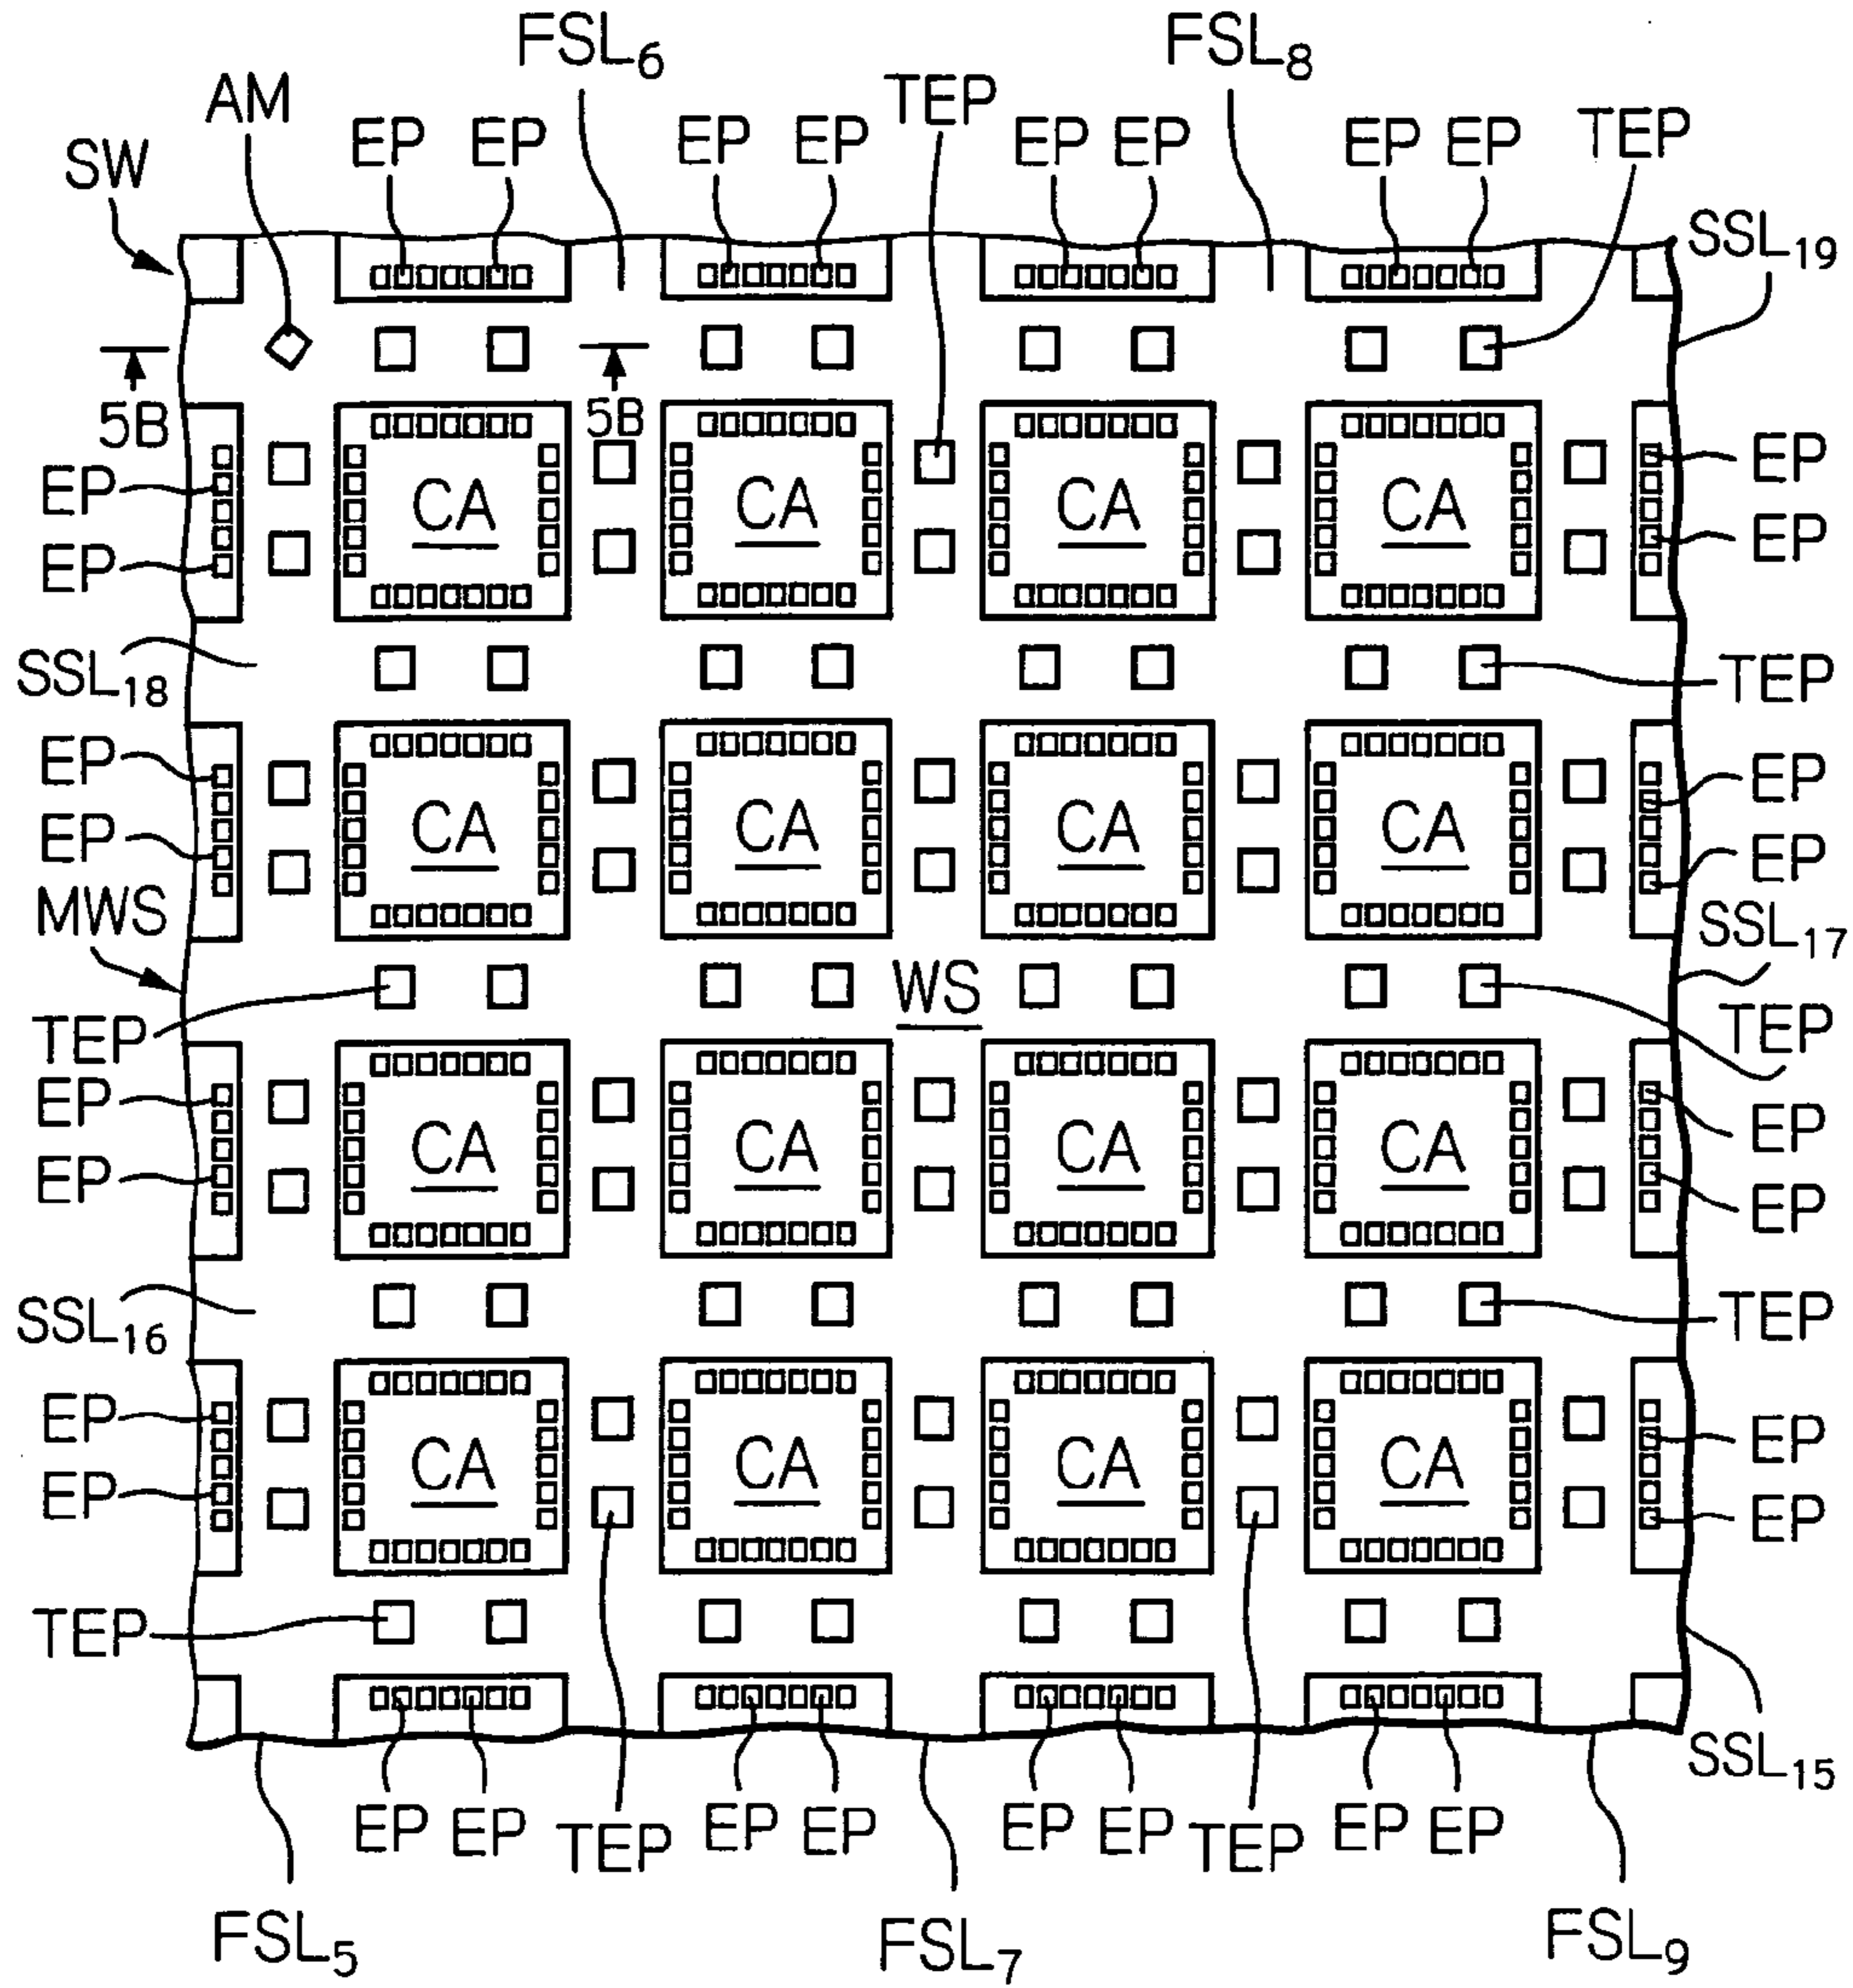 FSL6 FSL8
AM TEP
EP EP EP EP EP EP EP EP TEP
SW
SSL19
5B 5B
EP CA CA CA CA EP
EP EP
SSL18 TEP
EP EP
EP CA CA CA CA EP
MWS SSL17
WS
TEP TEP
EP EP
EP CA CA CA CA EP
SSL16 TEP
EP EP
EP CA CA CA CA EP
TEP
SSL15
EP EP TEP EP EP EP EP TEP EP EP
FSL5 FSL7 FSL9